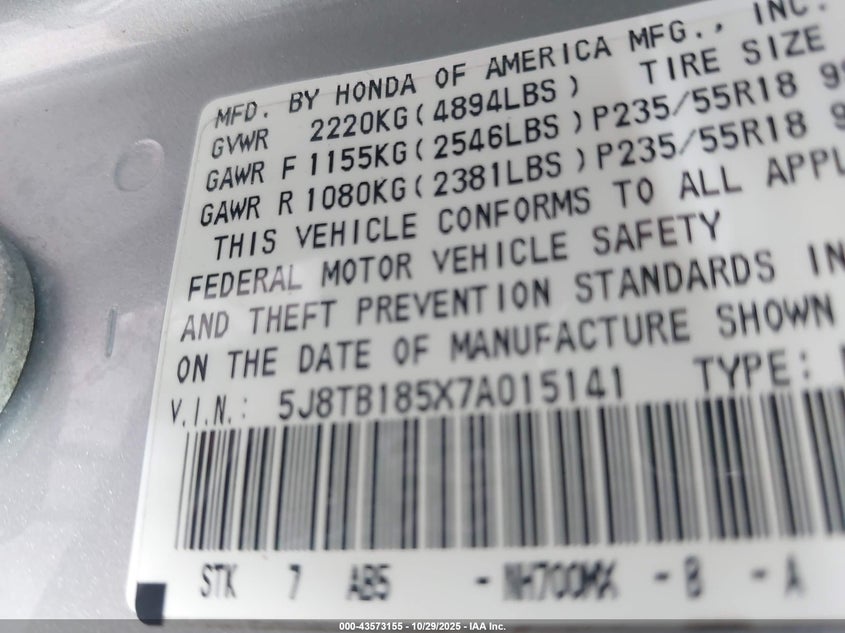 MFD. BY HONDA OF AMERICA MFG., INC.
GVWR 2220KG(4894LBS) TIRE SIZE
GAWR F 1155KG(2546LBS)P235/55R18
GAWR R 1080KG(2381LBS)P235/55R18
THIS VEHICLE CONFORMS TO ALL APPL
FEDERAL MOTOR VEHICLE SAFETY
AND THEFT PREVENTION STANDARDS IN
ON THE DATE OF MANUFACTURE SHOWN
V.I.N.: 5J8TB185X7A015141 TYPE:
STK 7 AB5 - NH700MX - B - A
000-43573155 - 10/29/2025 - IAA Inc.